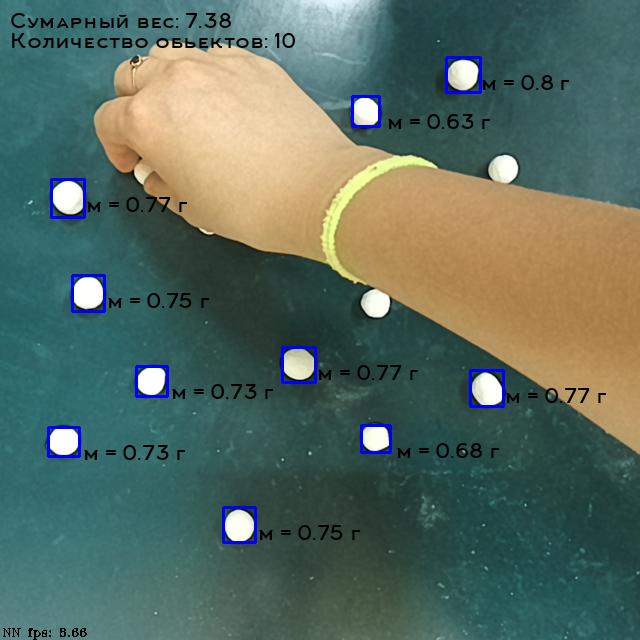 Сумарный вес: 7.38
Количество обьектов: 10
м = 0.8 г
м = 0.63 г
м = 0.77 г
м = 0.75 г
м = 0.77 г
м = 0.73 г
м = 0.77 г
м = 0.73 г
м = 0.68 г
м = 0.75 г
NN fps: 8.66